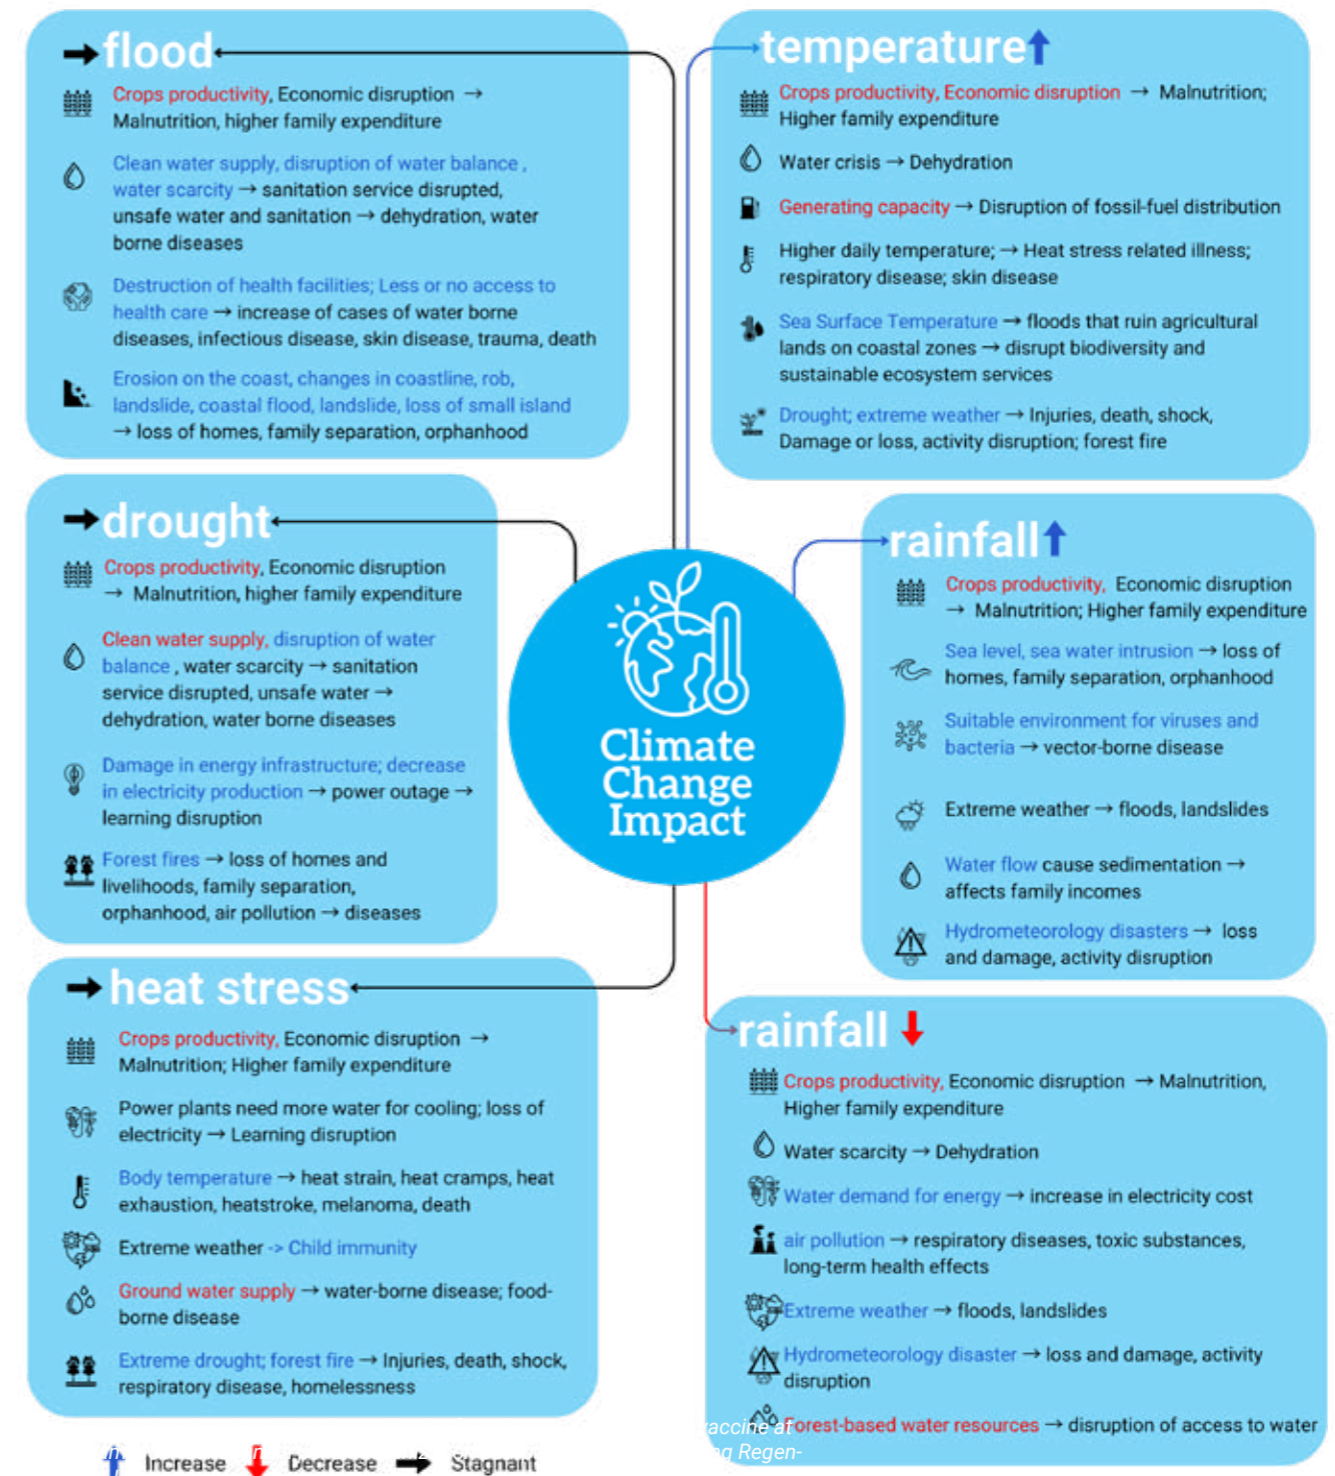 →flood
Crops productivity, Economic disruption →
Malnutrition, higher family expenditure
Clean water supply, disruption of water balance ,
water scarcity → sanitation service disrupted,
unsafe water and sanitation → dehydration, water
borne diseases
Destruction of health facilities; Less or no access to
health care → increase of cases of water borne
diseases, infectious disease, skin disease, trauma, death
Erosion on the coast, changes in coastline, rob,
landslide, coastal flood, landslide, loss of small island
→ loss of homes, family separation, orphanhood
temperature↑
Crops productivity, Economic disruption → Malnutrition;
Higher family expenditure
Water crisis → Dehydration
Generating capacity → Disruption of fossil-fuel distribution
Higher daily temperature; → Heat stress related illness;
respiratory disease; skin disease
Sea Surface Temperature → floods that ruin agricultural
lands on coastal zones → disrupt biodiversity and
sustainable ecosystem services
Drought; extreme weather → Injuries, death, shock,
Damage or loss, activity disruption; forest fire
→drought
Crops productivity, Economic disruption
→ Malnutrition, higher family expenditure
Clean water supply, disruption of water
balance , water scarcity → sanitation
service disrupted, unsafe water →
dehydration, water borne diseases
Damage in energy infrastructure; decrease
in electricity production → power outage →
learning disruption
Forest fires → loss of homes and
livelihoods, family separation,
orphanhood, air pollution → diseases
Climate
Change
Impact
rainfall↑
Crops productivity, Economic disruption
→ Malnutrition; Higher family expenditure
Sea level, sea water intrusion → loss of
homes, family separation, orphanhood
Suitable environment for viruses and
bacteria → vector-borne disease
Extreme weather → floods, landslides
Water flow cause sedimentation →
affects family incomes
Hydrometeorology disasters → loss
and damage, activity disruption
→heat stress
Crops productivity, Economic disruption →
Malnutrition; Higher family expenditure
Power plants need more water for cooling; loss of
electricity → Learning disruption
Body temperature → heat strain, heat cramps, heat
exhaustion, heatstroke, melanoma, death
Extreme weather -> Child immunity
Ground water supply → water-borne disease; food-
borne disease
Extreme drought; forest fire → Injuries, death, shock,
respiratory disease, homelessness
rainfall ↓
Crops productivity, Economic disruption → Malnutrition,
Higher family expenditure
Water scarcity → Dehydration
Water demand for energy → increase in electricity cost
air pollution → respiratory diseases, toxic substances,
long-term health effects
Extreme weather → floods, landslides
Hydrometeorology disaster → loss and damage, activity
disruption
Forest-based water resources → disruption of access to water
vaccine at
Regen-
↑ Increase ↓ Decrease → Stagnant